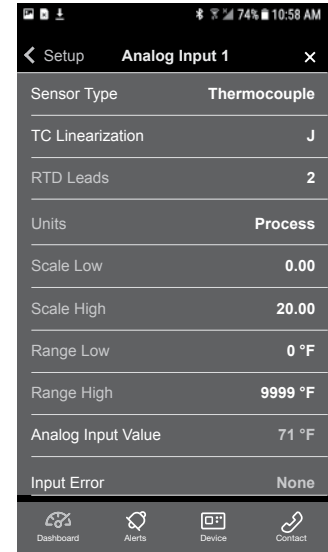 74% 10:58 AM
Setup Analog Input 1 ×
Sensor Type Thermocouple
TC Linearization J
RTD Leads 2
Units Process
Scale Low 0.00
Scale High 20.00
Range Low 0 °F
Range High 9999 °F
Analog Input Value 71 °F
Input Error None
Dashboard Alerts Device Contact